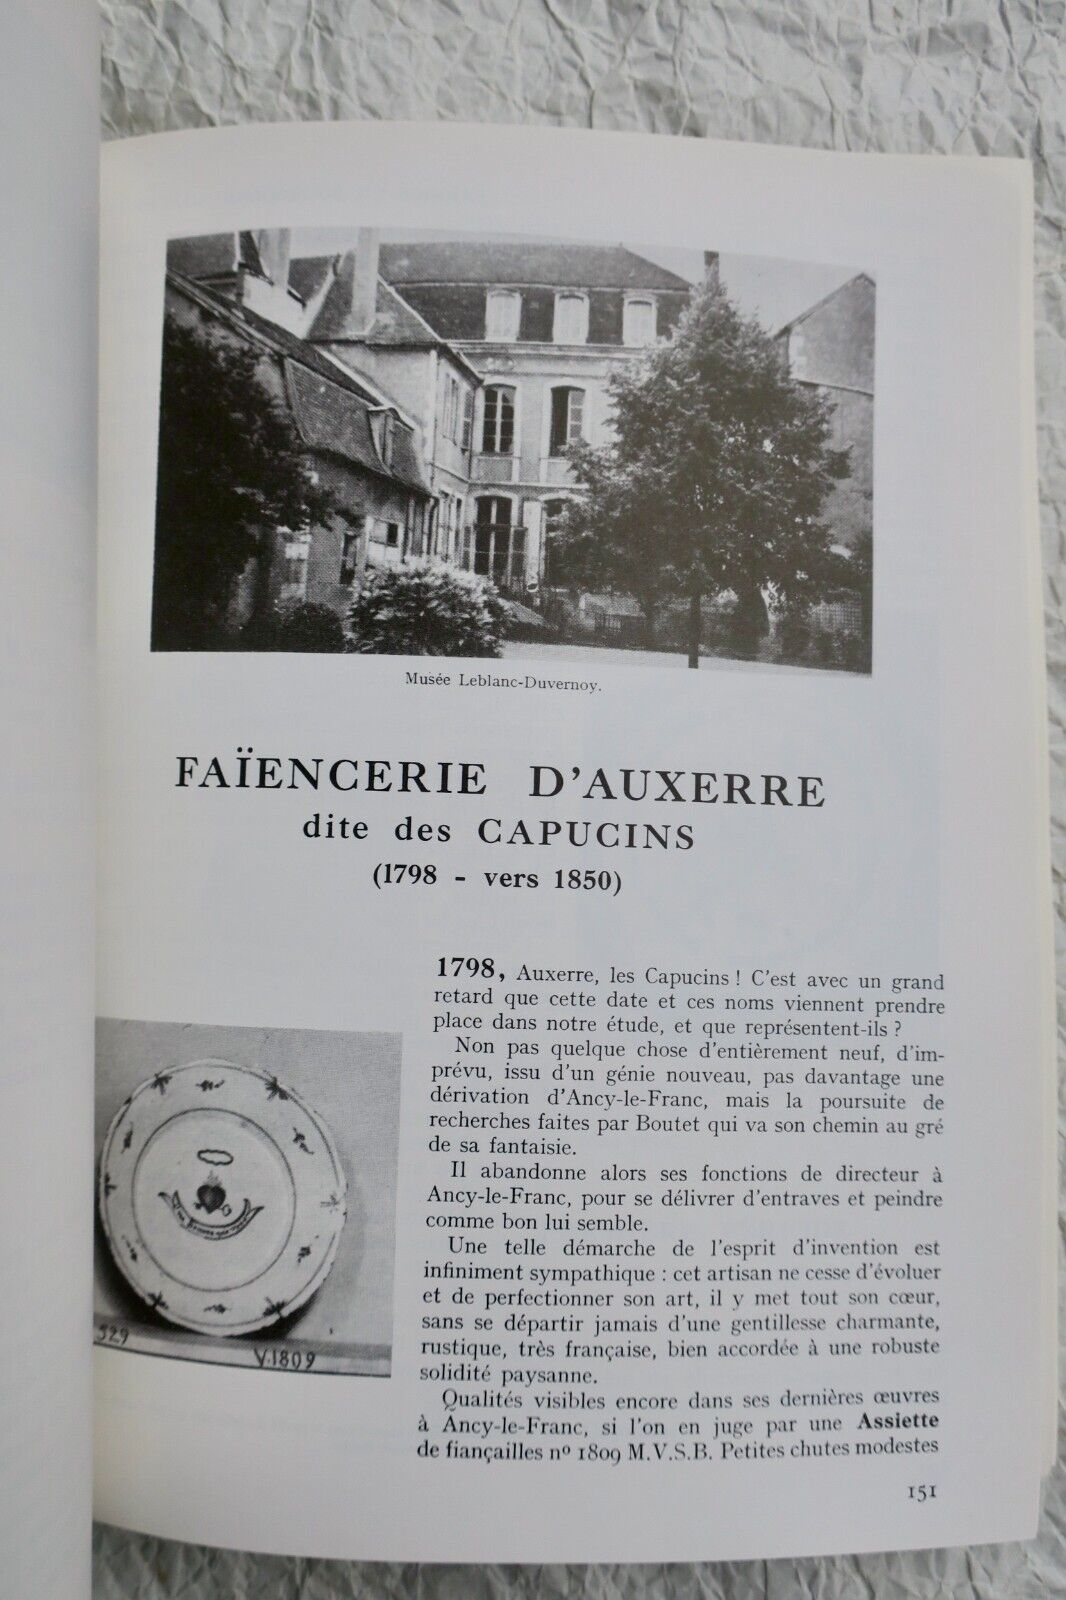 Musée Leblanc-Duvernoy.
FAÏENCERIE D'AUXERRE
dite des CAPUCINS
(1798 - vers 1850)
1798, Auxerre, les Capucins ! C'est avec un grand
retard que cette date et ces noms viennent prendre
place dans notre étude, et que représentent-ils ?
Non pas quelque chose d'entièrement neuf, d'im-
prévu, issu d'un génie nouveau, pas davantage une
dérivation d'Ancy-le-Franc, mais la poursuite de
recherches faites par Boutet qui va son chemin au gré
de sa fantaisie.
Il abandonne alors ses fonctions de directeur à
Ancy-le-Franc, pour se délivrer d'entraves et peindre
comme bon lui semble.
Une telle démarche de l'esprit d'invention est
infiniment sympathique : cet artisan ne cesse d'évoluer
et de perfectionner son art, il y met tout son cœur,
sans se départir jamais d'une gentillesse charmante,
rustique, très française, bien accordée à une robuste
solidité paysanne.
Qualités visibles encore dans ses dernières œuvres
à Ancy-le-Franc, si l'on en juge par une Assiette
de fiançailles nº 1809 M.V.S.B. Petites chutes modestes
529
V.1809
151